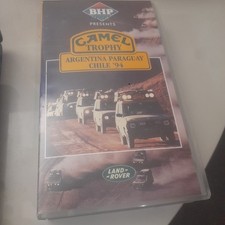 BHP
PRESENTS
CAMEL
TROPHY
ARGENTINA PARAGUAY
CHILE '94
LAND-
ROVER